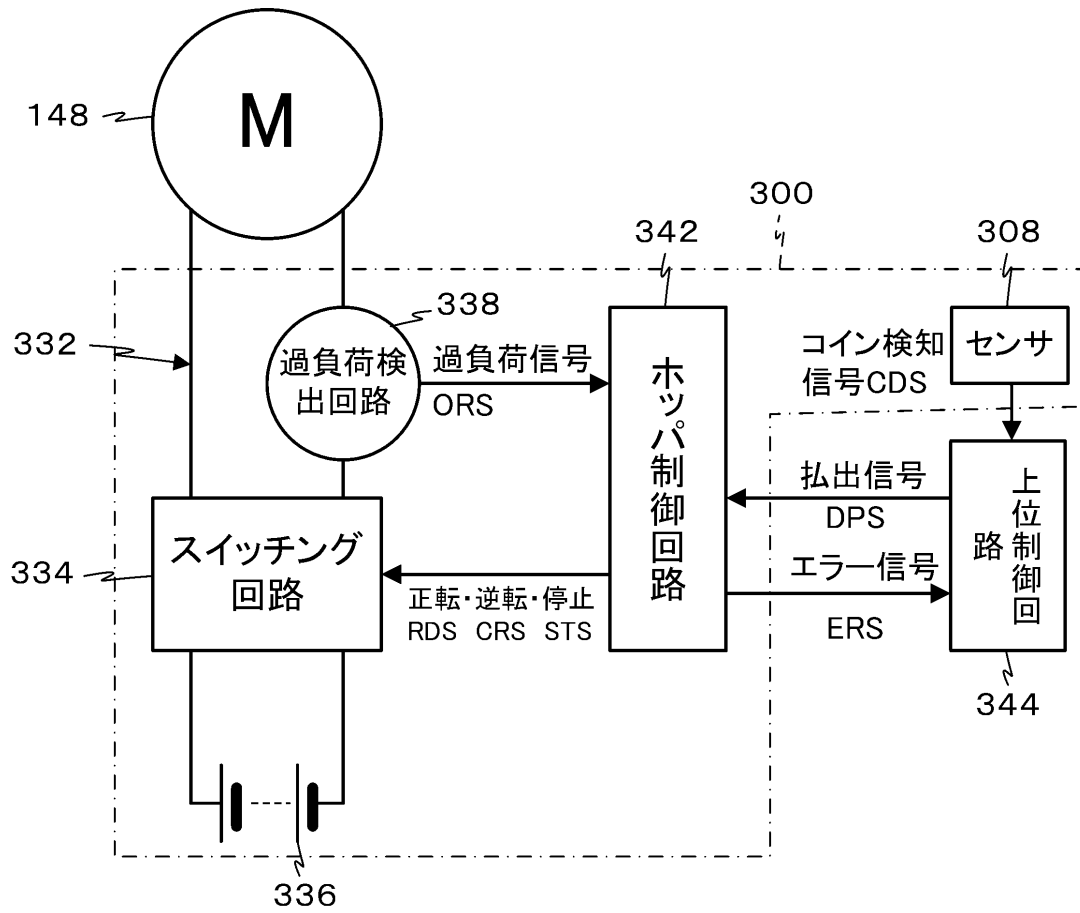 148
M
300
342
308
338
332
過負荷検
出回路
過負荷信号
ORS
ホッパ制御回路
コイン検知
信号CDS
センサ
払出信号
DPS
上位制御回
路
スイッチング
回路
334
正転・逆転・停止
RDS CRS STS
エラー信号
ERS
344
336